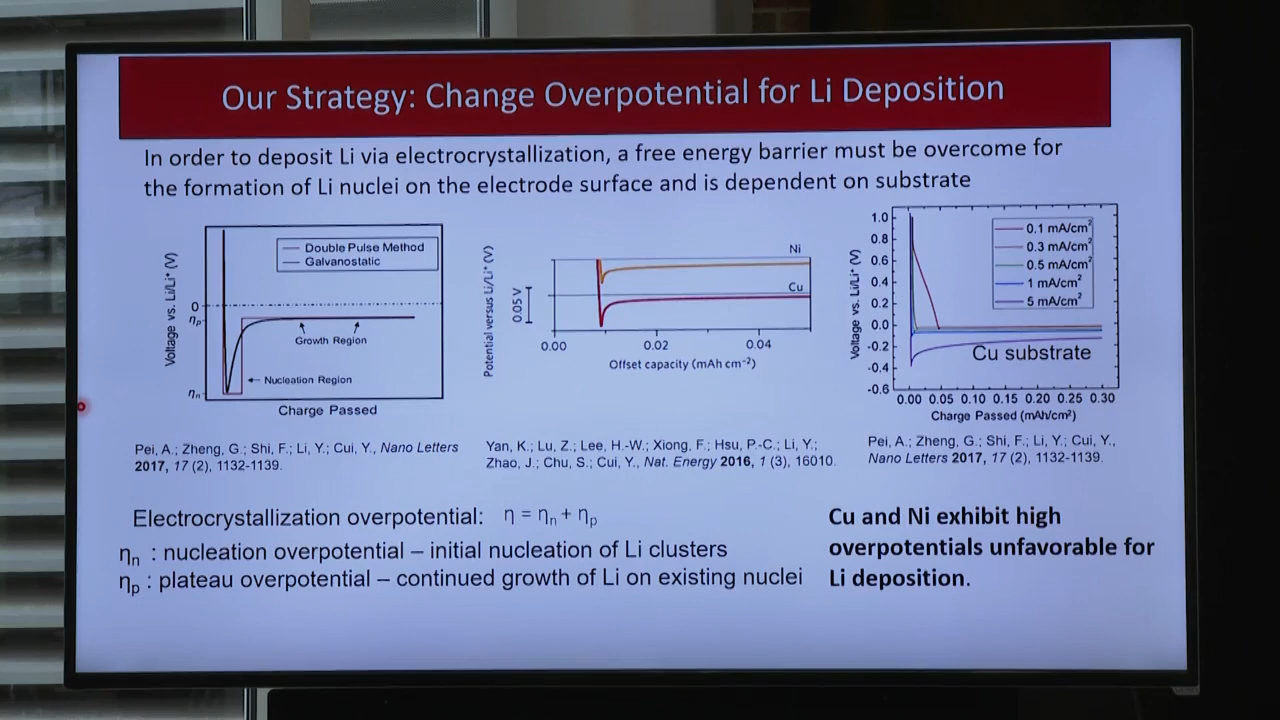 Our Strategy: Change Overpotential for Li Deposition
In order to deposit Li via electrocrystallization, a free energy barrier must be overcome for
the formation of Li nuclei on the electrode surface and is dependent on substrate
Voltage vs. Li/Li⁺ (V)
0
ηp
ηn
Double Pulse Method
Galvanostatic
Growth Region
Nucleation Region
Charge Passed
Potential versus Li/Li⁺ (V)
0.05 V
Ni
Cu
0.00 0.02 0.04
Offset capacity (mAh cm⁻²)
Voltage vs. Li/Li⁺ (V)
1.0
0.8
0.6
0.4
0.2
0.0
-0.2
-0.4
-0.6
0.1 mA/cm²
0.3 mA/cm²
0.5 mA/cm²
1 mA/cm²
5 mA/cm²
Cu substrate
0.00 0.05 0.10 0.15 0.20 0.25 0.30
Charge Passed (mAh/cm²)
Pei, A.; Zheng, G.; Shi, F.; Li, Y.; Cui, Y., Nano Letters
2017, 17 (2), 1132-1139.
Yan, K.; Lu, Z.; Lee, H.-W.; Xiong, F.; Hsu, P.-C.; Li, Y.;
Zhao, J.; Chu, S.; Cui, Y., Nat. Energy 2016, 1 (3), 16010.
Pei, A.; Zheng, G.; Shi, F.; Li, Y.; Cui, Y.,
Nano Letters 2017, 17 (2), 1132-1139.
Electrocrystallization overpotential: η = ηn + ηp
ηn : nucleation overpotential – initial nucleation of Li clusters
ηp : plateau overpotential – continued growth of Li on existing nuclei
Cu and Ni exhibit high
overpotentials unfavorable for
Li deposition.